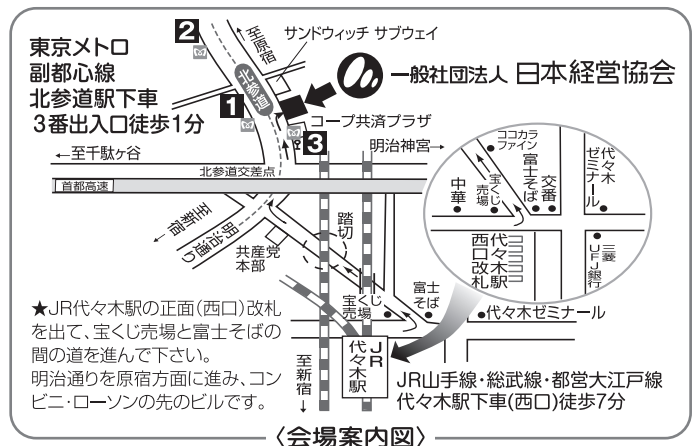 東京メトロ
副都心線
北参道駅下車
3番出入口徒歩1分
2
至原宿
サンドウィッチ サブウェイ
北参道
一般社団法人 日本経営協会
1
3
コープ共済プラザ
←至千駄ヶ谷
明治神宮→
北参道交差点
首都高速
至新宿
明治通り
共産党
本部
踏切
宝くじ
売場
富士
そば
代々木ゼミナール
ココカラ
ファイン
中華
宝くじ
売場
富士そば
交番
代々木
ゼミナール
代々木駅
西口改札
三菱
UFJ銀行
★JR代々木駅の正面(西口)改札
を出て、宝くじ売場と富士そばの
間の道を進んで下さい。
明治通りを原宿方面に進み、コン
ビニ・ローソンの先のビルです。
至新宿
JR
代々木駅
JR山手線・総武線・都営大江戸線
代々木駅下車(西口)徒歩7分
〈会場案内図〉